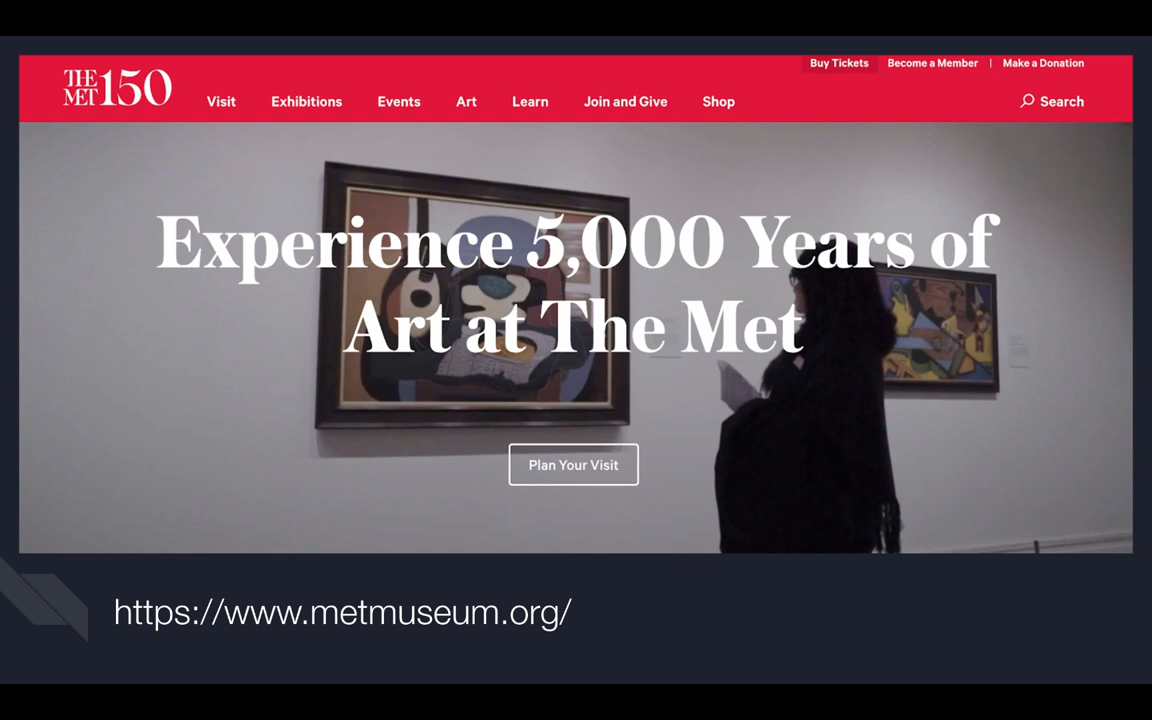 THE
MET 150
Buy Tickets Become a Member | Make a Donation
Visit Exhibitions Events Art Learn Join and Give Shop Search
Experience 5,000 Years of
Art at The Met
Plan Your Visit
https://www.metmuseum.org/